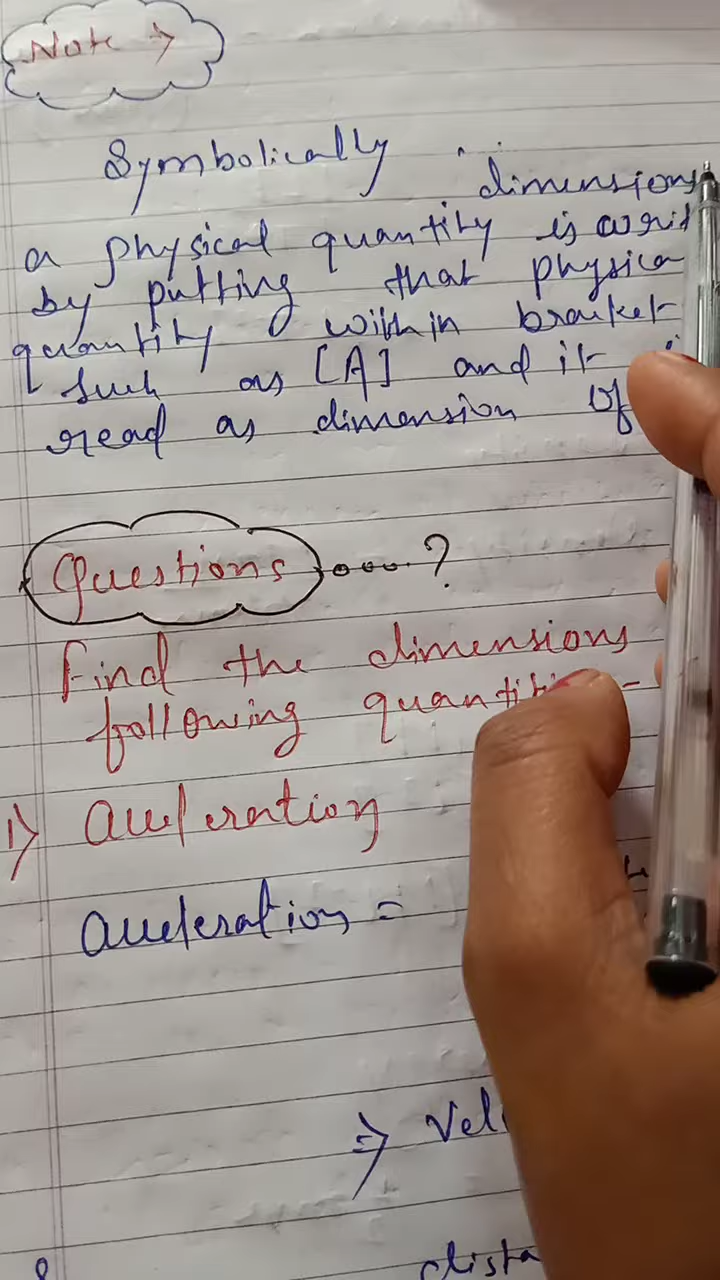 Note →
Symbolically dimensions
a physical quantity is writ
by putting that physica
quantity within bracket
such as [A] and it i
read as dimension of
Questions ....?
Find the dimensions
following quantiti-
1) Acceleration
Acceleration =
⇒ Vel
dista